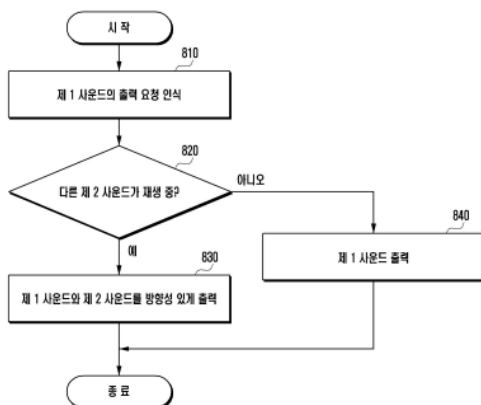 시 작
810
제 1 사운드의 출력 요청 인식
820
다른 제 2 사운드가 재생 중?
아니오
예
840
제 1 사운드 출력
830
제 1 사운드와 제 2 사운드를 방향성 있게 출력
종 료